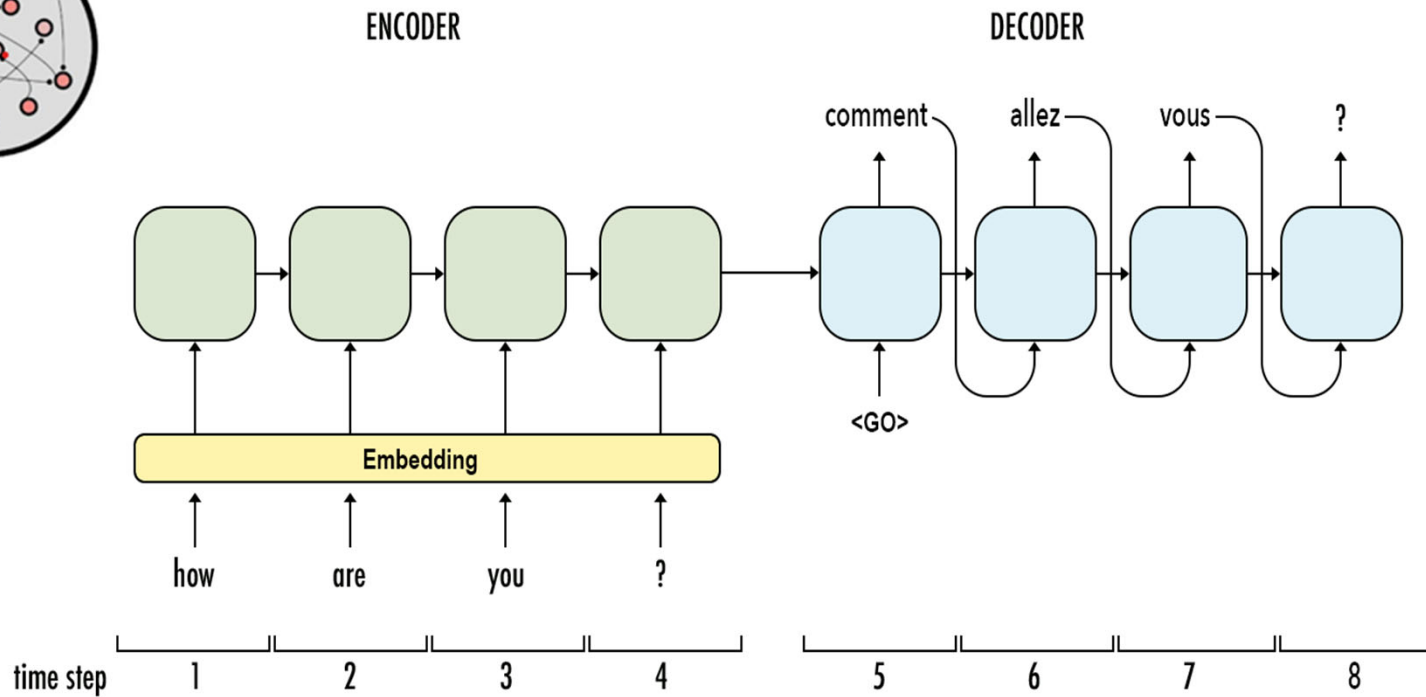 ENCODER DECODER
comment allez vous ?
<GO>
Embedding
how are you ?
time step 1 2 3 4 5 6 7 8